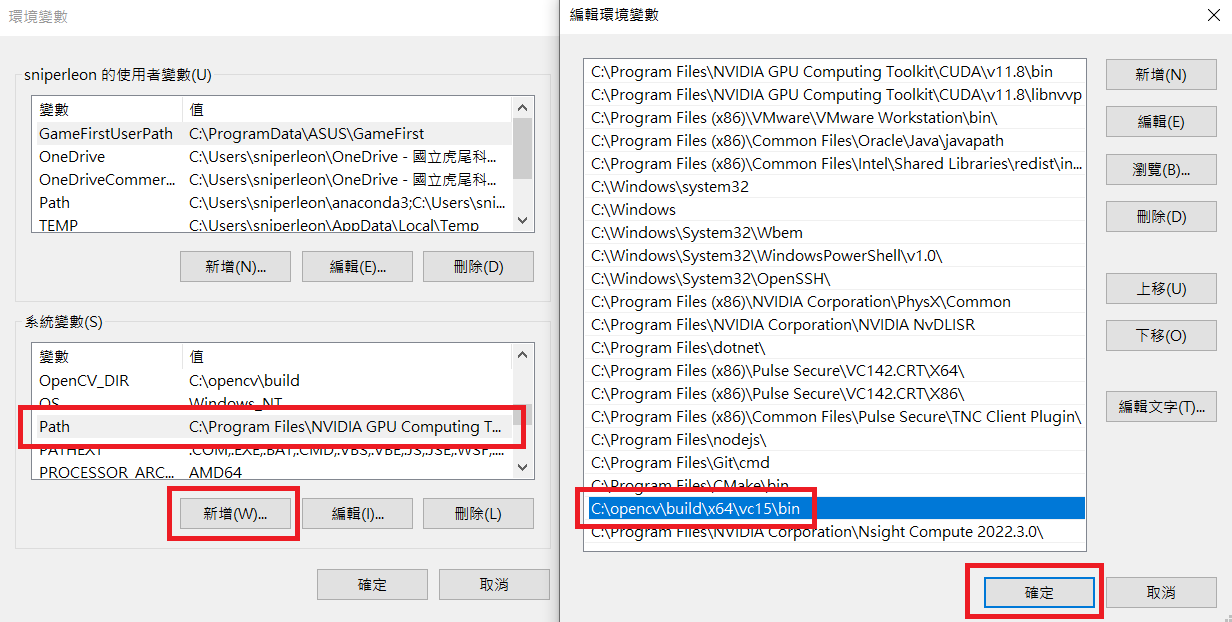 環境變數
sniperleon 的使用者變數(U)
變數 值
GameFirstUserPath C:\ProgramData\ASUS\GameFirst
OneDrive C:\Users\sniperleon\OneDrive - 國立虎尾科...
OneDriveCommer... C:\Users\sniperleon\OneDrive - 國立虎尾科...
Path C:\Users\sniperleon\anaconda3;C:\Users\sni...
TEMP C:\Users\sniperleon\AppData\Local\Temp
新增(N)... 編輯(E)... 刪除(D)
系統變數(S)
變數 值
OpenCV_DIR C:\opencv\build
OS Windows_NT
Path C:\Program Files\NVIDIA GPU Computing T...
PATHEXT .COM;.EXE;.BAT;.CMD;.VBS;.VBE;.JS;.JSE;.WSF;...
PROCESSOR_ARC... AMD64
新增(W)... 編輯(I)... 刪除(L)
確定 取消
編輯環境變數
C:\Program Files\NVIDIA GPU Computing Toolkit\CUDA\v11.8\bin
C:\Program Files\NVIDIA GPU Computing Toolkit\CUDA\v11.8\libnvvp
C:\Program Files (x86)\VMware\VMware Workstation\bin\
C:\Program Files (x86)\Common Files\Oracle\Java\javapath
C:\Program Files (x86)\Common Files\Intel\Shared Libraries\redist\in...
C:\Windows\system32
C:\Windows
C:\Windows\System32\Wbem
C:\Windows\System32\WindowsPowerShell\v1.0\
C:\Windows\System32\OpenSSH\
C:\Program Files (x86)\NVIDIA Corporation\PhysX\Common
C:\Program Files\NVIDIA Corporation\NVIDIA NvDLISR
C:\Program Files\dotnet\
C:\Program Files (x86)\Pulse Secure\VC142.CRT\X64\
C:\Program Files (x86)\Pulse Secure\VC142.CRT\X86\
C:\Program Files (x86)\Common Files\Pulse Secure\TNC Client Plugin\
C:\Program Files\nodejs\
C:\Program Files\Git\cmd
C:\Program Files\CMake\bin
C:\opencv\build\x64\vc15\bin
C:\Program Files\NVIDIA Corporation\Nsight Compute 2022.3.0\
新增(N)
編輯(E)
瀏覽(B)...
刪除(D)
上移(U)
下移(O)
編輯文字(T)...
確定 取消